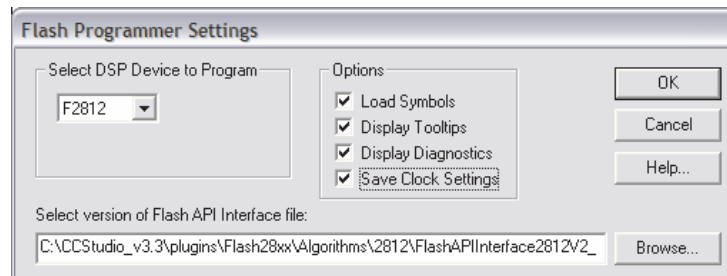 Flash Programmer Settings
Select DSP Device to Program
F2812
Options
Load Symbols
Display Tooltips
Display Diagnostics
Save Clock Settings
OK
Cancel
Help...
Select version of Flash API Interface file:
C:\CCStudio_v3.3\plugins\Flash28xx\Algorithms\2812\FlashAPIInterface2812V2_
Browse...